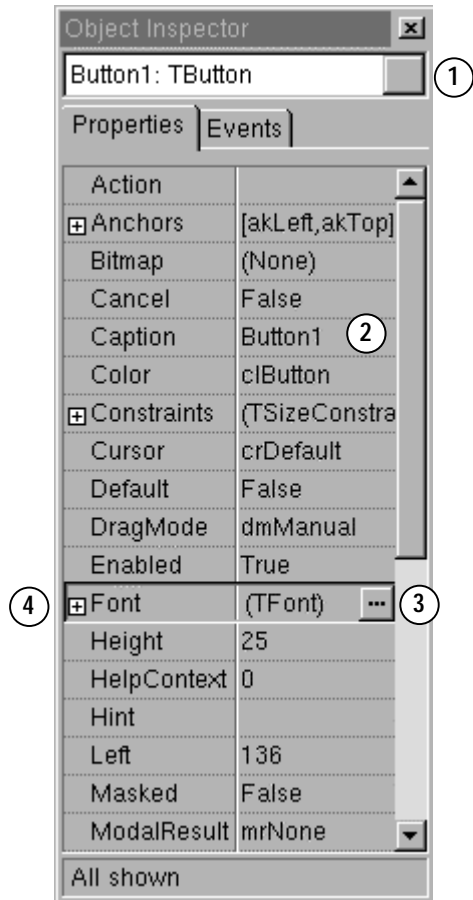 Object Inspector
Button1: TButton 1
Properties Events
Action
Anchors [akLeft,akTop]
Bitmap (None)
Cancel False
Caption Button1 2
Color clButton
Constraints (TSizeConstra
Cursor crDefault
Default False
DragMode dmManual
Enabled True
4 Font (TFont) ... 3
Height 25
HelpContext 0
Hint
Left 136
Masked False
ModalResult mrNone
All shown